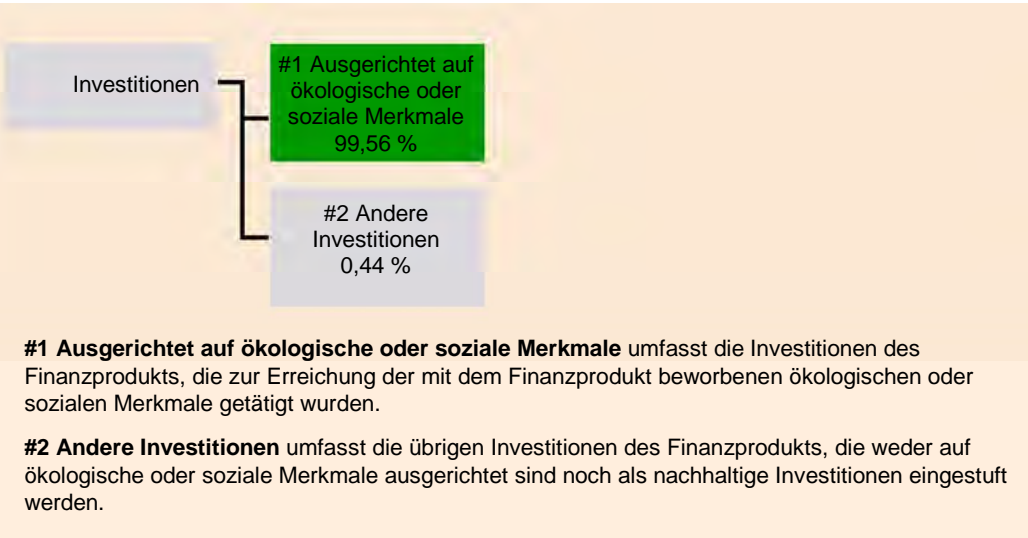 Investitionen
#1 Ausgerichtet auf
ökologische oder
soziale Merkmale
99,56 %
#2 Andere
Investitionen
0,44 %
#1 Ausgerichtet auf ökologische oder soziale Merkmale umfasst die Investitionen des
Finanzprodukts, die zur Erreichung der mit dem Finanzprodukt beworbenen ökologischen oder
sozialen Merkmale getätigt wurden.
#2 Andere Investitionen umfasst die übrigen Investitionen des Finanzprodukts, die weder auf
ökologische oder soziale Merkmale ausgerichtet sind noch als nachhaltige Investitionen eingestuft
werden.